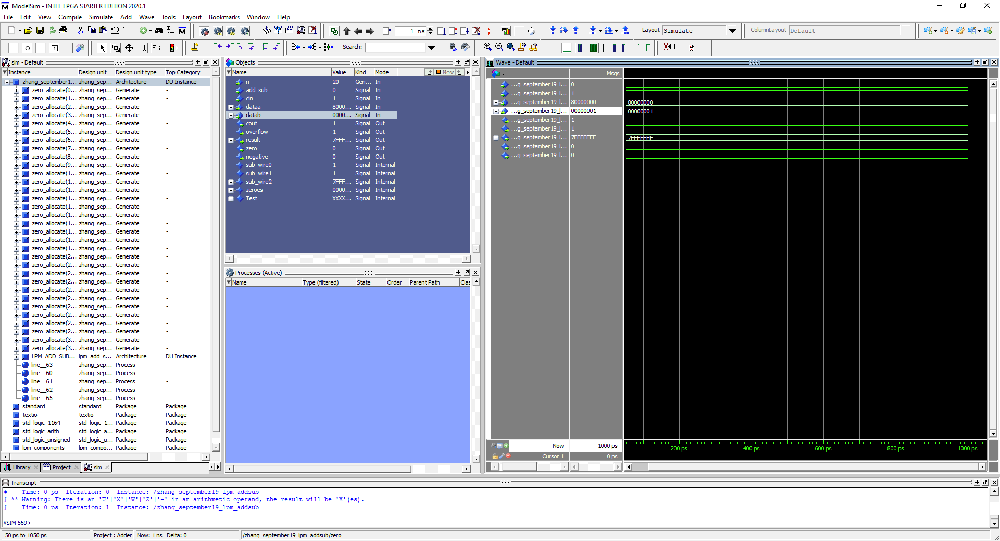 ModelSim - INTEL FPGA STARTER EDITION 2020.1
File Edit View Compile Simulate Add Wave Tools Layout Bookmarks Window Help
1 ns Layout Simulate ColumnLayout Default
ALL Search:
sim - Default
Instance Design unit Design unit type Top Category
zhang_september1... zhang_sep... Architecture DU Instance
zero_allocate(0... zhang_sep... Generate -
zero_allocate(1... zhang_sep... Generate -
zero_allocate(2... zhang_sep... Generate -
zero_allocate(3... zhang_sep... Generate -
zero_allocate(4... zhang_sep... Generate -
zero_allocate(5... zhang_sep... Generate -
zero_allocate(6... zhang_sep... Generate -
zero_allocate(7... zhang_sep... Generate -
zero_allocate(8... zhang_sep... Generate -
zero_allocate(9... zhang_sep... Generate -
zero_allocate(1... zhang_sep... Generate -
zero_allocate(1... zhang_sep... Generate -
zero_allocate(1... zhang_sep... Generate -
zero_allocate(1... zhang_sep... Generate -
zero_allocate(1... zhang_sep... Generate -
zero_allocate(1... zhang_sep... Generate -
zero_allocate(1... zhang_sep... Generate -
zero_allocate(1... zhang_sep... Generate -
zero_allocate(1... zhang_sep... Generate -
zero_allocate(1... zhang_sep... Generate -
zero_allocate(2... zhang_sep... Generate -
zero_allocate(2... zhang_sep... Generate -
zero_allocate(2... zhang_sep... Generate -
zero_allocate(2... zhang_sep... Generate -
zero_allocate(2... zhang_sep... Generate -
zero_allocate(2... zhang_sep... Generate -
zero_allocate(2... zhang_sep... Generate -
zero_allocate(2... zhang_sep... Generate -
zero_allocate(2... zhang_sep... Generate -
zero_allocate(2... zhang_sep... Generate -
zero_allocate(3... zhang_sep... Generate -
zero_allocate(3... zhang_sep... Generate -
LPM_ADD_SUB... lpm_add_s... Architecture DU Instance
line__63 zhang_sep... Process -
line__60 zhang_sep... Process -
line__61 zhang_sep... Process -
line__62 zhang_sep... Process -
line__65 zhang_sep... Process -
standard standard Package Package
textio textio Package Package
std_logic_1164 std_logic_1... Package Package
std_logic_arith std_logic_a... Package Package
std_logic_unsigned std_logic_u... Package Package
lpm_components lpm_compo... Package Package
Library Project sim
Objects
Name Value Kind Mode Now
n 20 Gen... In
add_sub 0 Signal In
cin 1 Signal In
dataa 8000... Signal In
datab 0000... Signal In
cout 1 Signal Out
overflow 1 Signal Out
result 7FFF... Signal Out
zero 0 Signal Out
negative 0 Signal Out
sub_wire0 1 Signal Internal
sub_wire1 1 Signal Internal
sub_wire2 7FFF... Signal Internal
zeroes 0000... Signal Internal
Test XXXX... Signal Internal
Processes (Active)
Name Type (filtered) State Order Parent Path Clas
Wave - Default
Msgs
...g_september19_l... 0
...g_september19_l... 1
...g_september19_l... 80000000 80000000
...g_september19_l... 00000001 00000001
...g_september19_l... 1
...g_september19_l... 1
...g_september19_l... 7FFFFFFF 7FFFFFFF
...g_september19_l... 0
...g_september19_l... 0
Now 1000 ps 200 ps 400 ps 600 ps 800 ps 1000 ps
Cursor 1 0 ps
Transcript
#    Time: 0 ps  Iteration: 0  Instance: /zhang_september19_lpm_addsub
# ** Warning: There is an 'U'|'X'|'W'|'Z'|'-' in an arithmetic operand, the result will be 'X'(es).
#    Time: 0 ps  Iteration: 1  Instance: /zhang_september19_lpm_addsub
VSIM 569>
50 ps to 1050 ps Project : Adder Now: 1 ns Delta: 0 /zhang_september19_lpm_addsub/zero